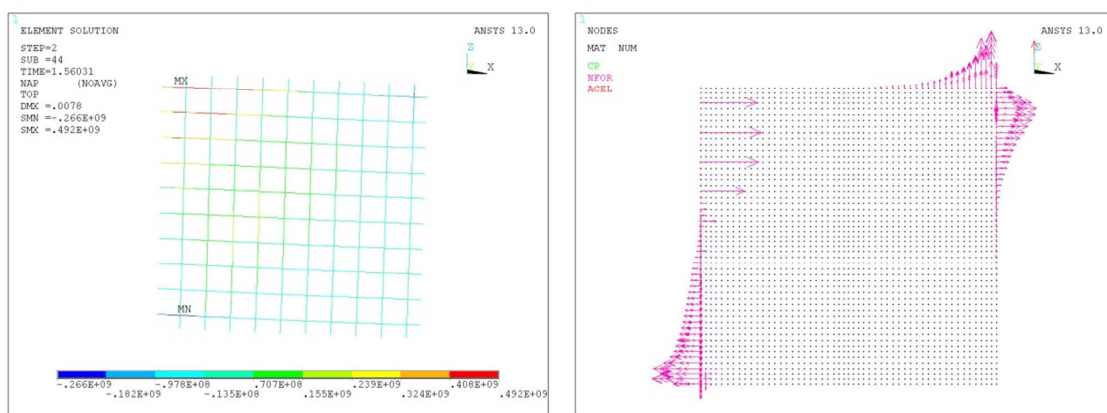 1
ELEMENT SOLUTION
ANSYS 13.0
STEP=2
SUB =44
TIME=1.56031
NAP (NOAVG)
TOP
DMX =.0078
SMN =-.266E+09
SMX =.492E+09
Z
Y X
MX
MN
-.266E+09 -.978E+08 .707E+08 .239E+09 .408E+09
-.182E+09 -.135E+08 .155E+09 .324E+09 .492E+09
1
NODES
ANSYS 13.0
MAT NUM
CP
NFOR
ACEL
Z
Y X